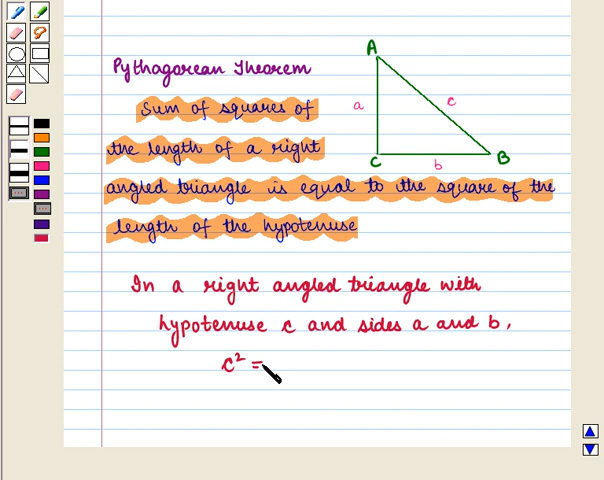 Pythagorean Theorem
Sum of squares of
the length of a right
angled triangle is equal to the square of the
length of the hypotenuse
A
a
c
C
b
B
In a right angled triangle with
hypotenuse c and sides a and b,
c² =